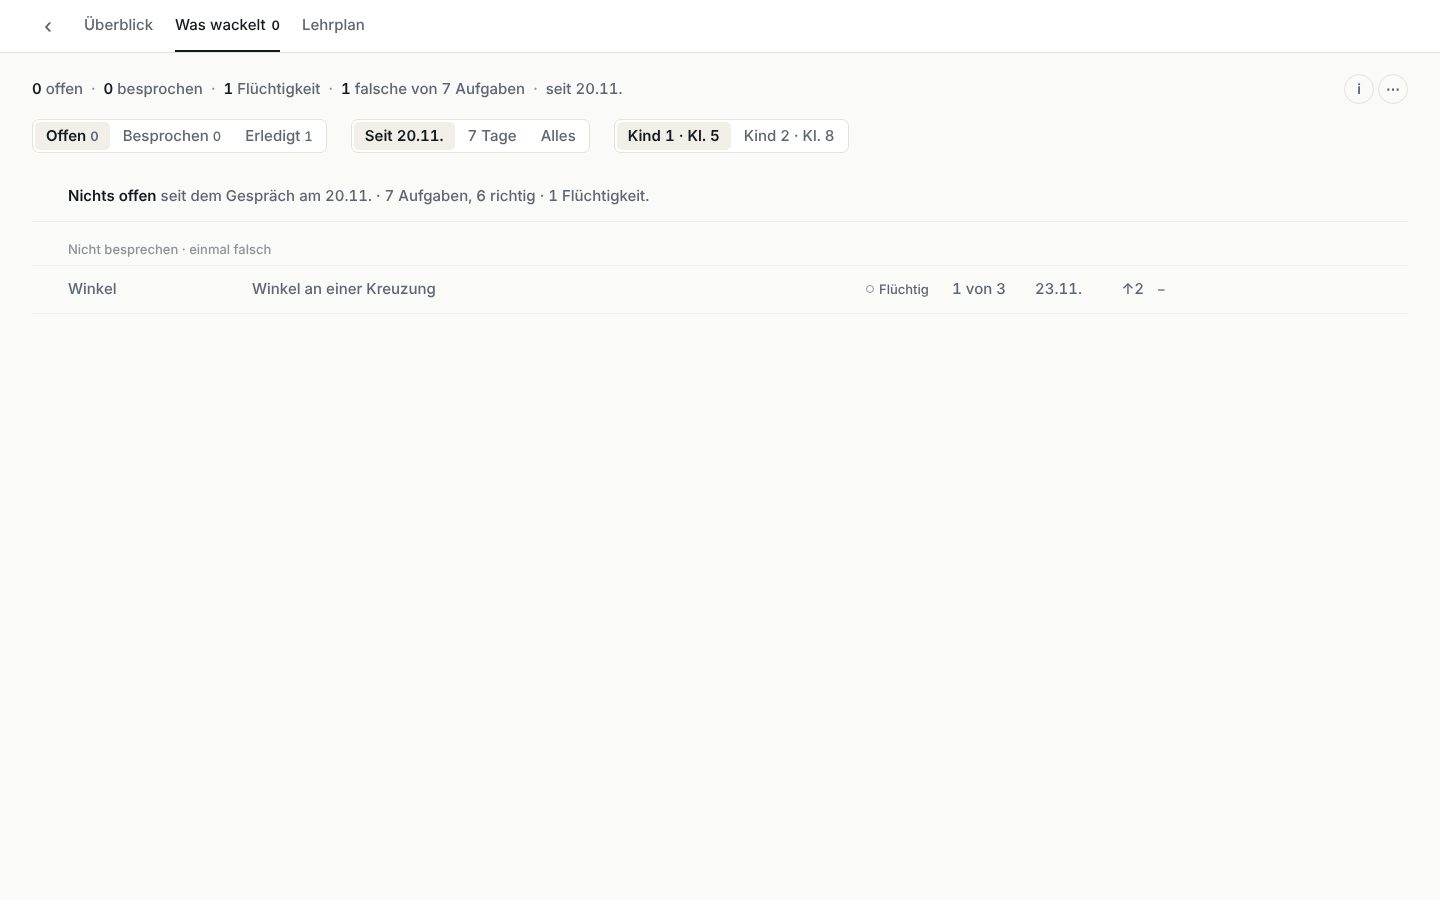 ‹ Überblick Was wackelt 0 Lehrplan
0 offen · 0 besprochen · 1 Flüchtigkeit · 1 falsche von 7 Aufgaben · seit 20.11. i ···
Offen 0 Besprochen 0 Erledigt 1 Seit 20.11. 7 Tage Alles Kind 1 · Kl. 5 Kind 2 · Kl. 8
Nichts offen seit dem Gespräch am 20.11. · 7 Aufgaben, 6 richtig · 1 Flüchtigkeit.
Nicht besprechen · einmal falsch
Winkel Winkel an einer Kreuzung ○ Flüchtig 1 von 3 23.11. ↑2 –